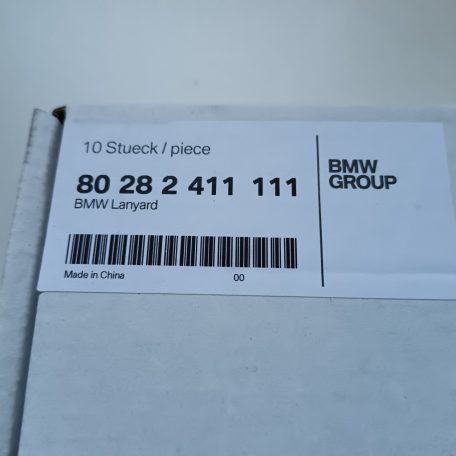 10 Stueck / piece
80 28 2 411 111
BMW Lanyard
Made in China 00
BMW
GROUP